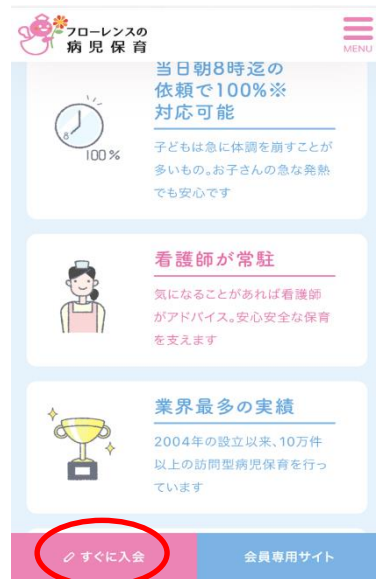 フローレンスの
病児保育
MENU
当日朝8時迄の
依頼で100%※
対応可能
8
100%
子どもは急に体調を崩すことが
多いもの。お子さんの急な発熱
でも安心です
看護師が常駐
気になることがあれば看護師
がアドバイス。安心安全な保育
を支えます
業界最多の実績
2004年の設立以来、10万件
以上の訪問型病児保育を行っ
ています
すぐに入会
会員専用サイト